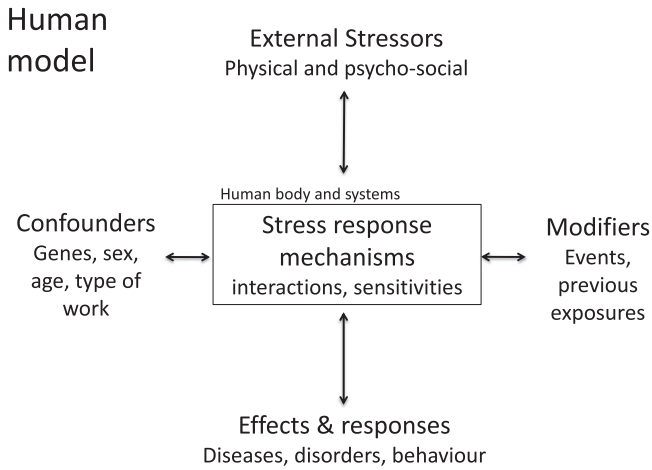 Human
model
External Stressors
Physical and psycho-social
Human body and systems
Confounders
Genes, sex,
age, type of
work
Stress response
mechanisms
interactions, sensitivities
Modifiers
Events,
previous
exposures
Effects & responses
Diseases, disorders, behaviour